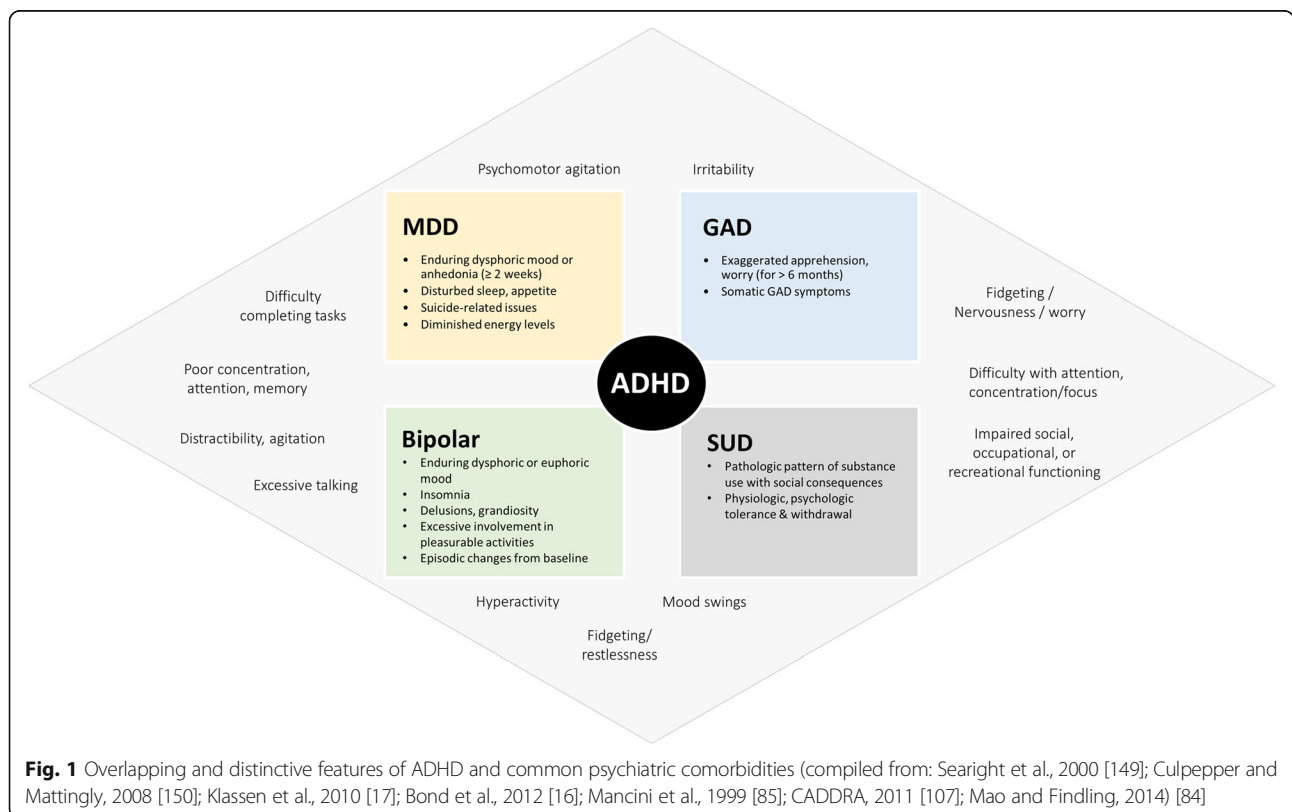 Psychomotor agitation
Irritability
MDD
• Enduring dysphoric mood or
anhedonia (≥ 2 weeks)
• Disturbed sleep, appetite
• Suicide-related issues
• Diminished energy levels
GAD
• Exaggerated apprehension,
worry (for > 6 months)
• Somatic GAD symptoms
Difficulty
completing tasks
Fidgeting /
Nervousness / worry
Poor concentration,
attention, memory
ADHD
Difficulty with attention,
concentration/focus
Distractibility, agitation
Excessive talking
Bipolar
• Enduring dysphoric or euphoric
mood
• Insomnia
• Delusions, grandiosity
• Excessive involvement in
pleasurable activities
• Episodic changes from baseline
SUD
• Pathologic pattern of substance
use with social consequences
• Physiologic, psychologic
tolerance & withdrawal
Impaired social,
occupational, or
recreational functioning
Hyperactivity
Mood swings
Fidgeting/
restlessness
Fig. 1 Overlapping and distinctive features of ADHD and common psychiatric comorbidities (compiled from: Searight et al., 2000 [149]; Culpepper and
Mattingly, 2008 [150]; Klassen et al., 2010 [17]; Bond et al., 2012 [16]; Mancini et al., 1999 [85]; CADDRA, 2011 [107]; Mao and Findling, 2014) [84]